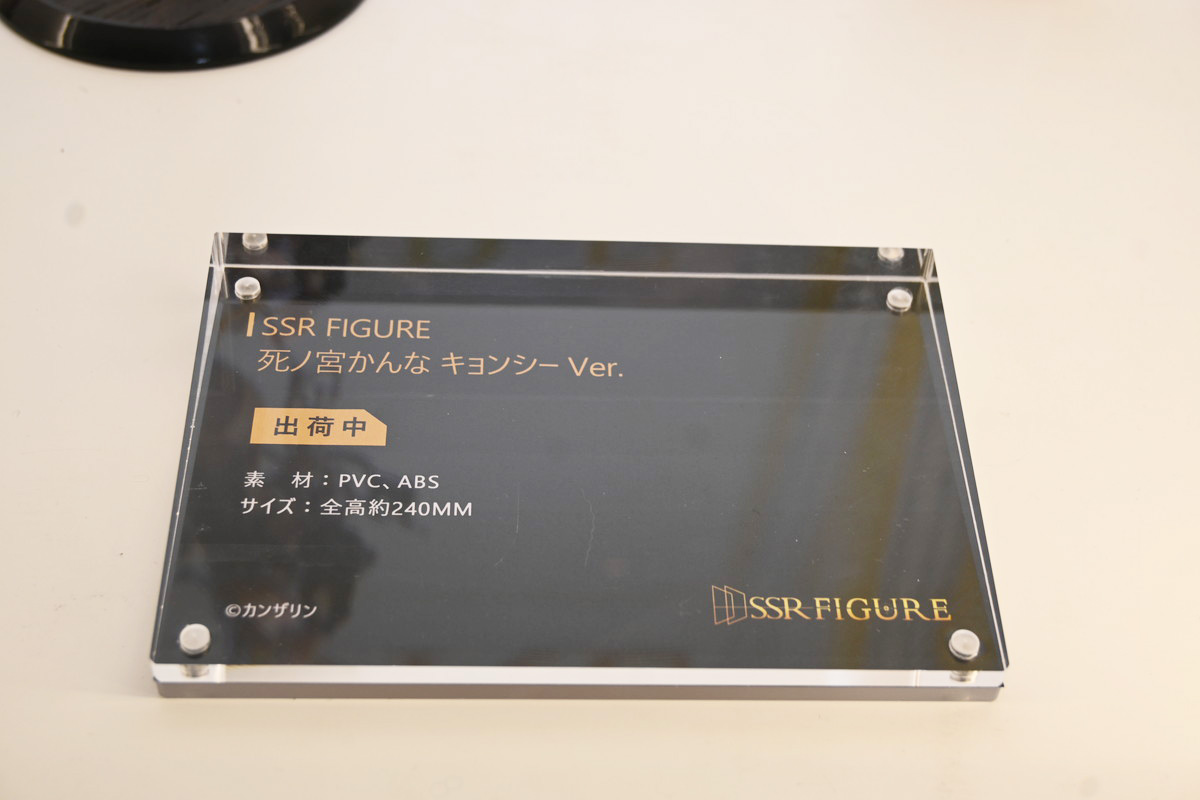 SSR FIGURE
死ノ宮かんな キョンシー Ver.
出荷中
素　材：PVC、ABS
サイズ：全高約240MM
©カンザリン
SSR FIGURE